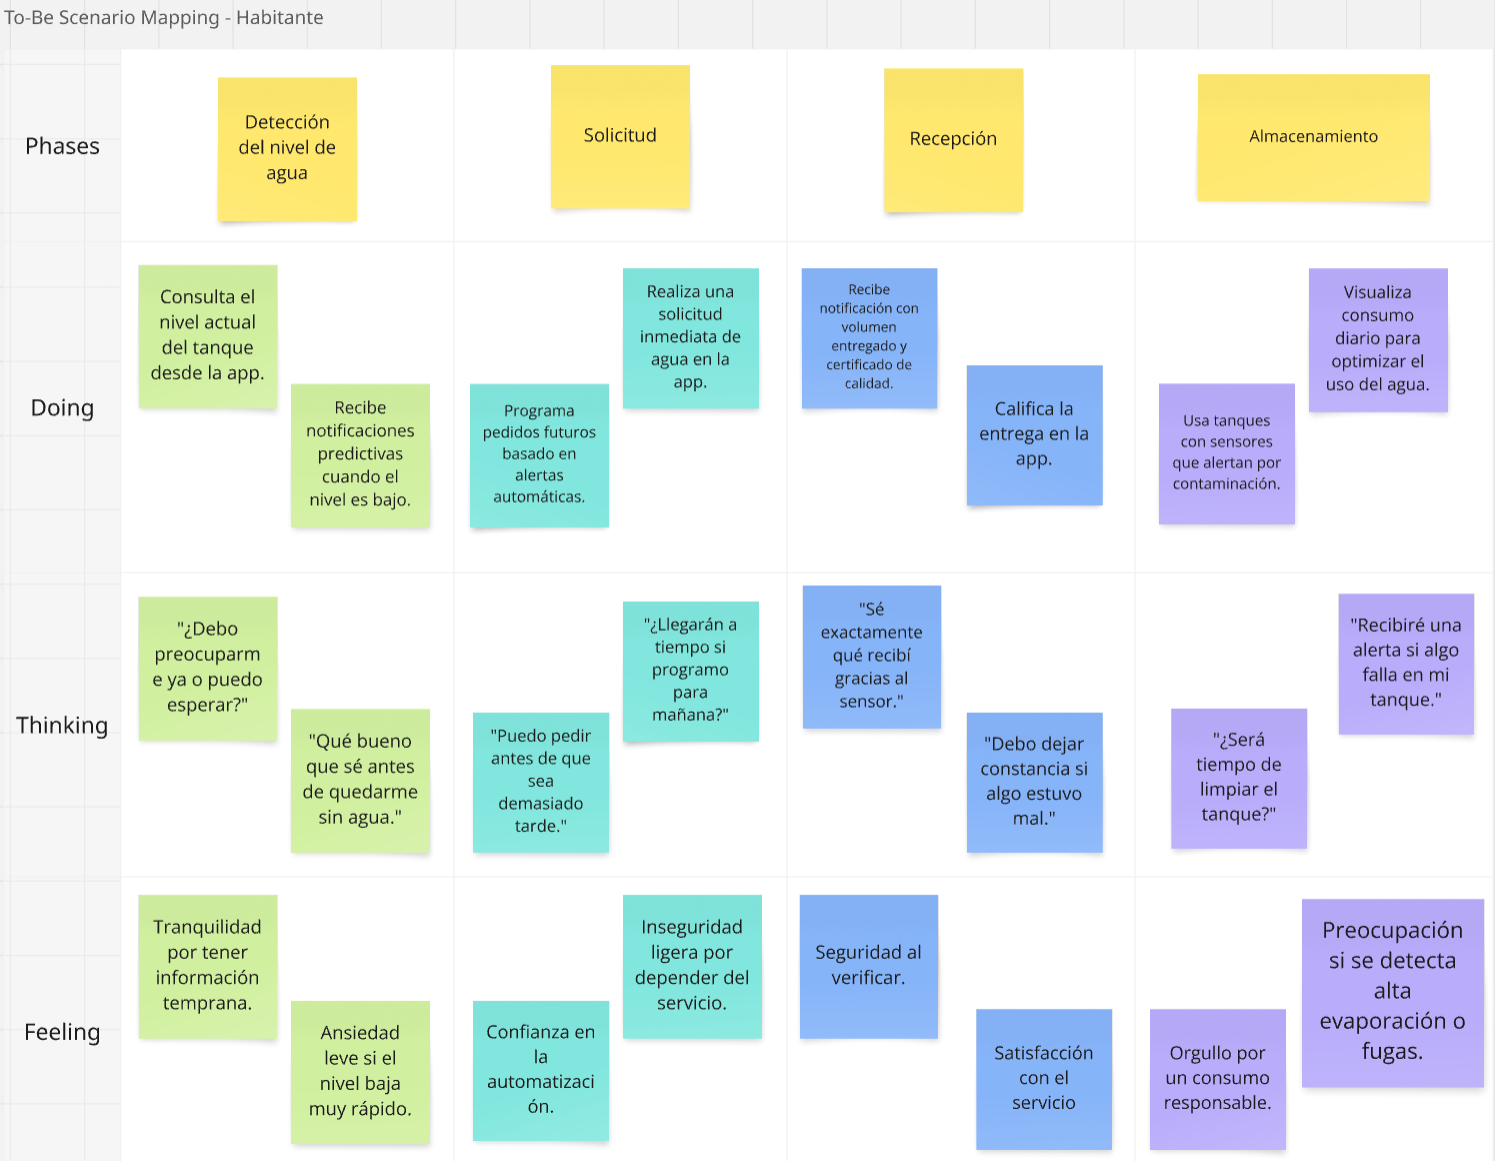 To-Be Scenario Mapping - Habitante
Phases
Detección
del nivel de
agua
Solicitud
Recepción
Almacenamiento
Doing
Consulta el
nivel actual
del tanque
desde la app.
Recibe
notificaciones
predictivas
cuando el
nivel es bajo.
Programa
pedidos futuros
basado en
alertas
automáticas.
Realiza una
solicitud
inmediata de
agua en la
app.
Recibe
notificación con
volumen
entregado y
certificado de
calidad.
Califica la
entrega en la
app.
Usa tanques
con sensores
que alertan por
contaminación.
Visualiza
consumo
diario para
optimizar el
uso del agua.
Thinking
"¿Debo
preocuparm
e ya o puedo
esperar?"
"Qué bueno
que sé antes
de quedarme
sin agua."
"Puedo pedir
antes de que
sea
demasiado
tarde."
"¿Llegarán a
tiempo si
programo
para
mañana?"
"Sé
exactamente
qué recibí
gracias al
sensor."
"Debo dejar
constancia si
algo estuvo
mal."
"¿Será
tiempo de
limpiar el
tanque?"
"Recibiré una
alerta si algo
falla en mi
tanque."
Feeling
Tranquilidad
por tener
información
temprana.
Ansiedad
leve si el
nivel baja
muy rápido.
Confianza en
la
automatizaci
ón.
Inseguridad
ligera por
depender del
servicio.
Seguridad al
verificar.
Satisfacción
con el
servicio
Orgullo por
un consumo
responsable.
Preocupación
si se detecta
alta
evaporación o
fugas.